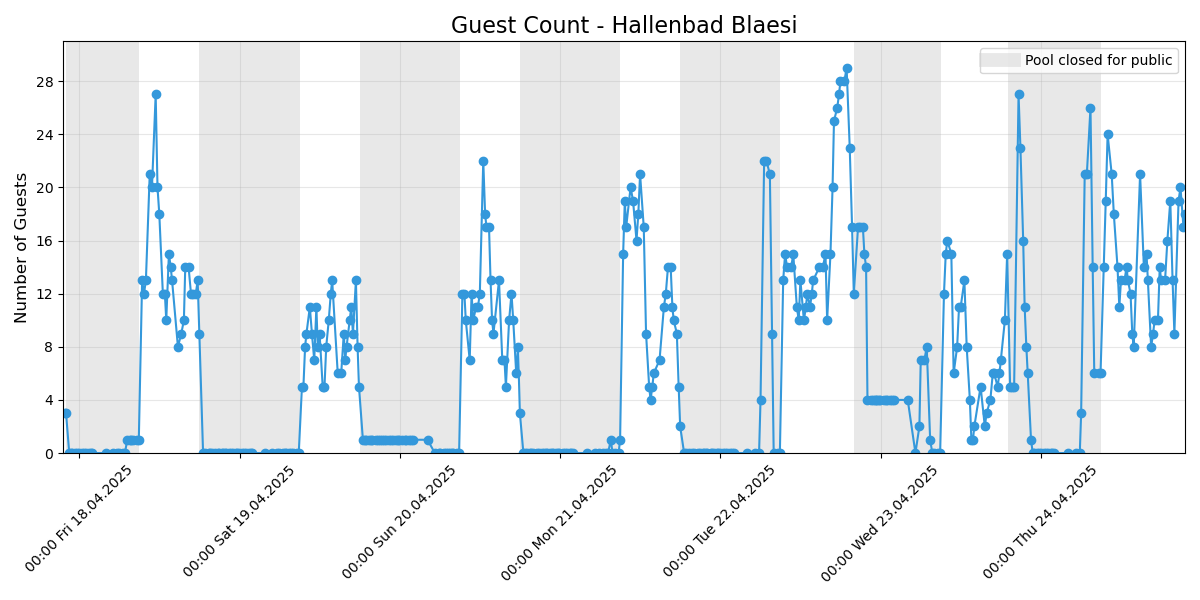 Guest Count - Hallenbad Blaesi
Pool closed for public
Number of Guests
28
24
20
16
12
8
4
0
00:00 Fri 18.04.2025
00:00 Sat 19.04.2025
00:00 Sun 20.04.2025
00:00 Mon 21.04.2025
00:00 Tue 22.04.2025
00:00 Wed 23.04.2025
00:00 Thu 24.04.2025